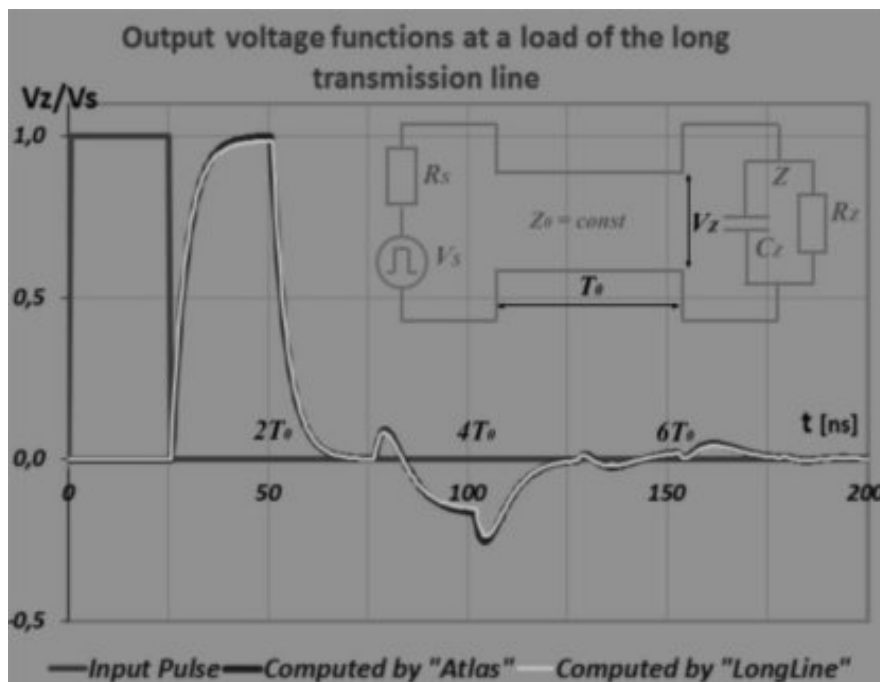 Output voltage functions at a load of the long
transmission line
Vz/Vs
1,0
0,5
0,0
-0,5
Rs
Vs
Z₀ = const
T₀
Vz
Z
Cz
Rz
2T₀
4T₀
6T₀
t [ns]
0
50
100
150
200
Input Pulse
Computed by "Atlas"
Computed by "LongLine"